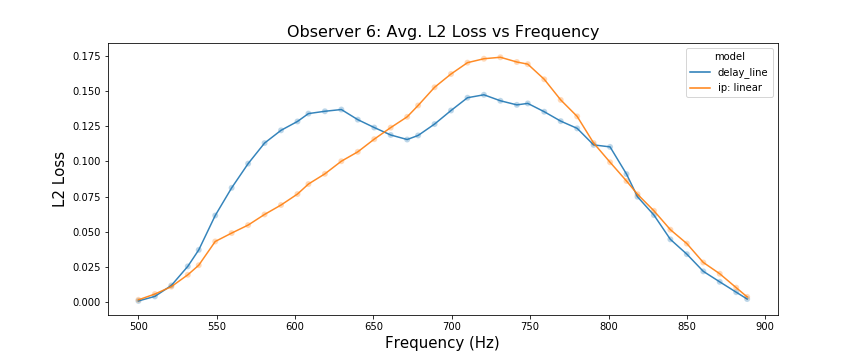 Observer 6: Avg. L2 Loss vs Frequency
model
delay_line
ip: linear
L2 Loss
0.175
0.150
0.125
0.100
0.075
0.050
0.025
0.000
500 550 600 650 700 750 800 850 900
Frequency (Hz)